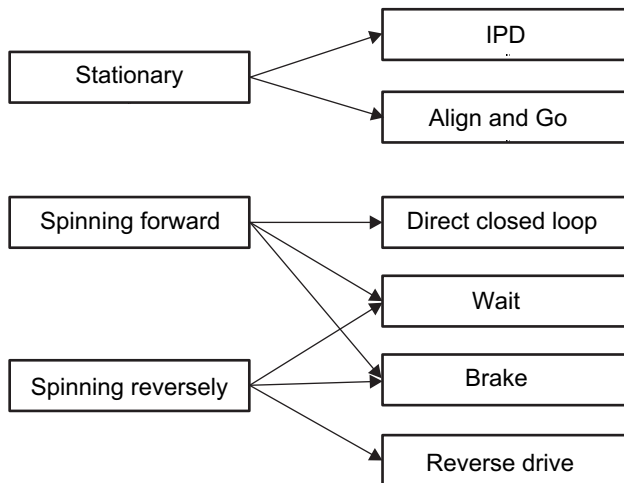 IPD
Stationary
Align and Go
Spinning forward
Direct closed loop
Wait
Spinning reversely
Brake
Reverse drive